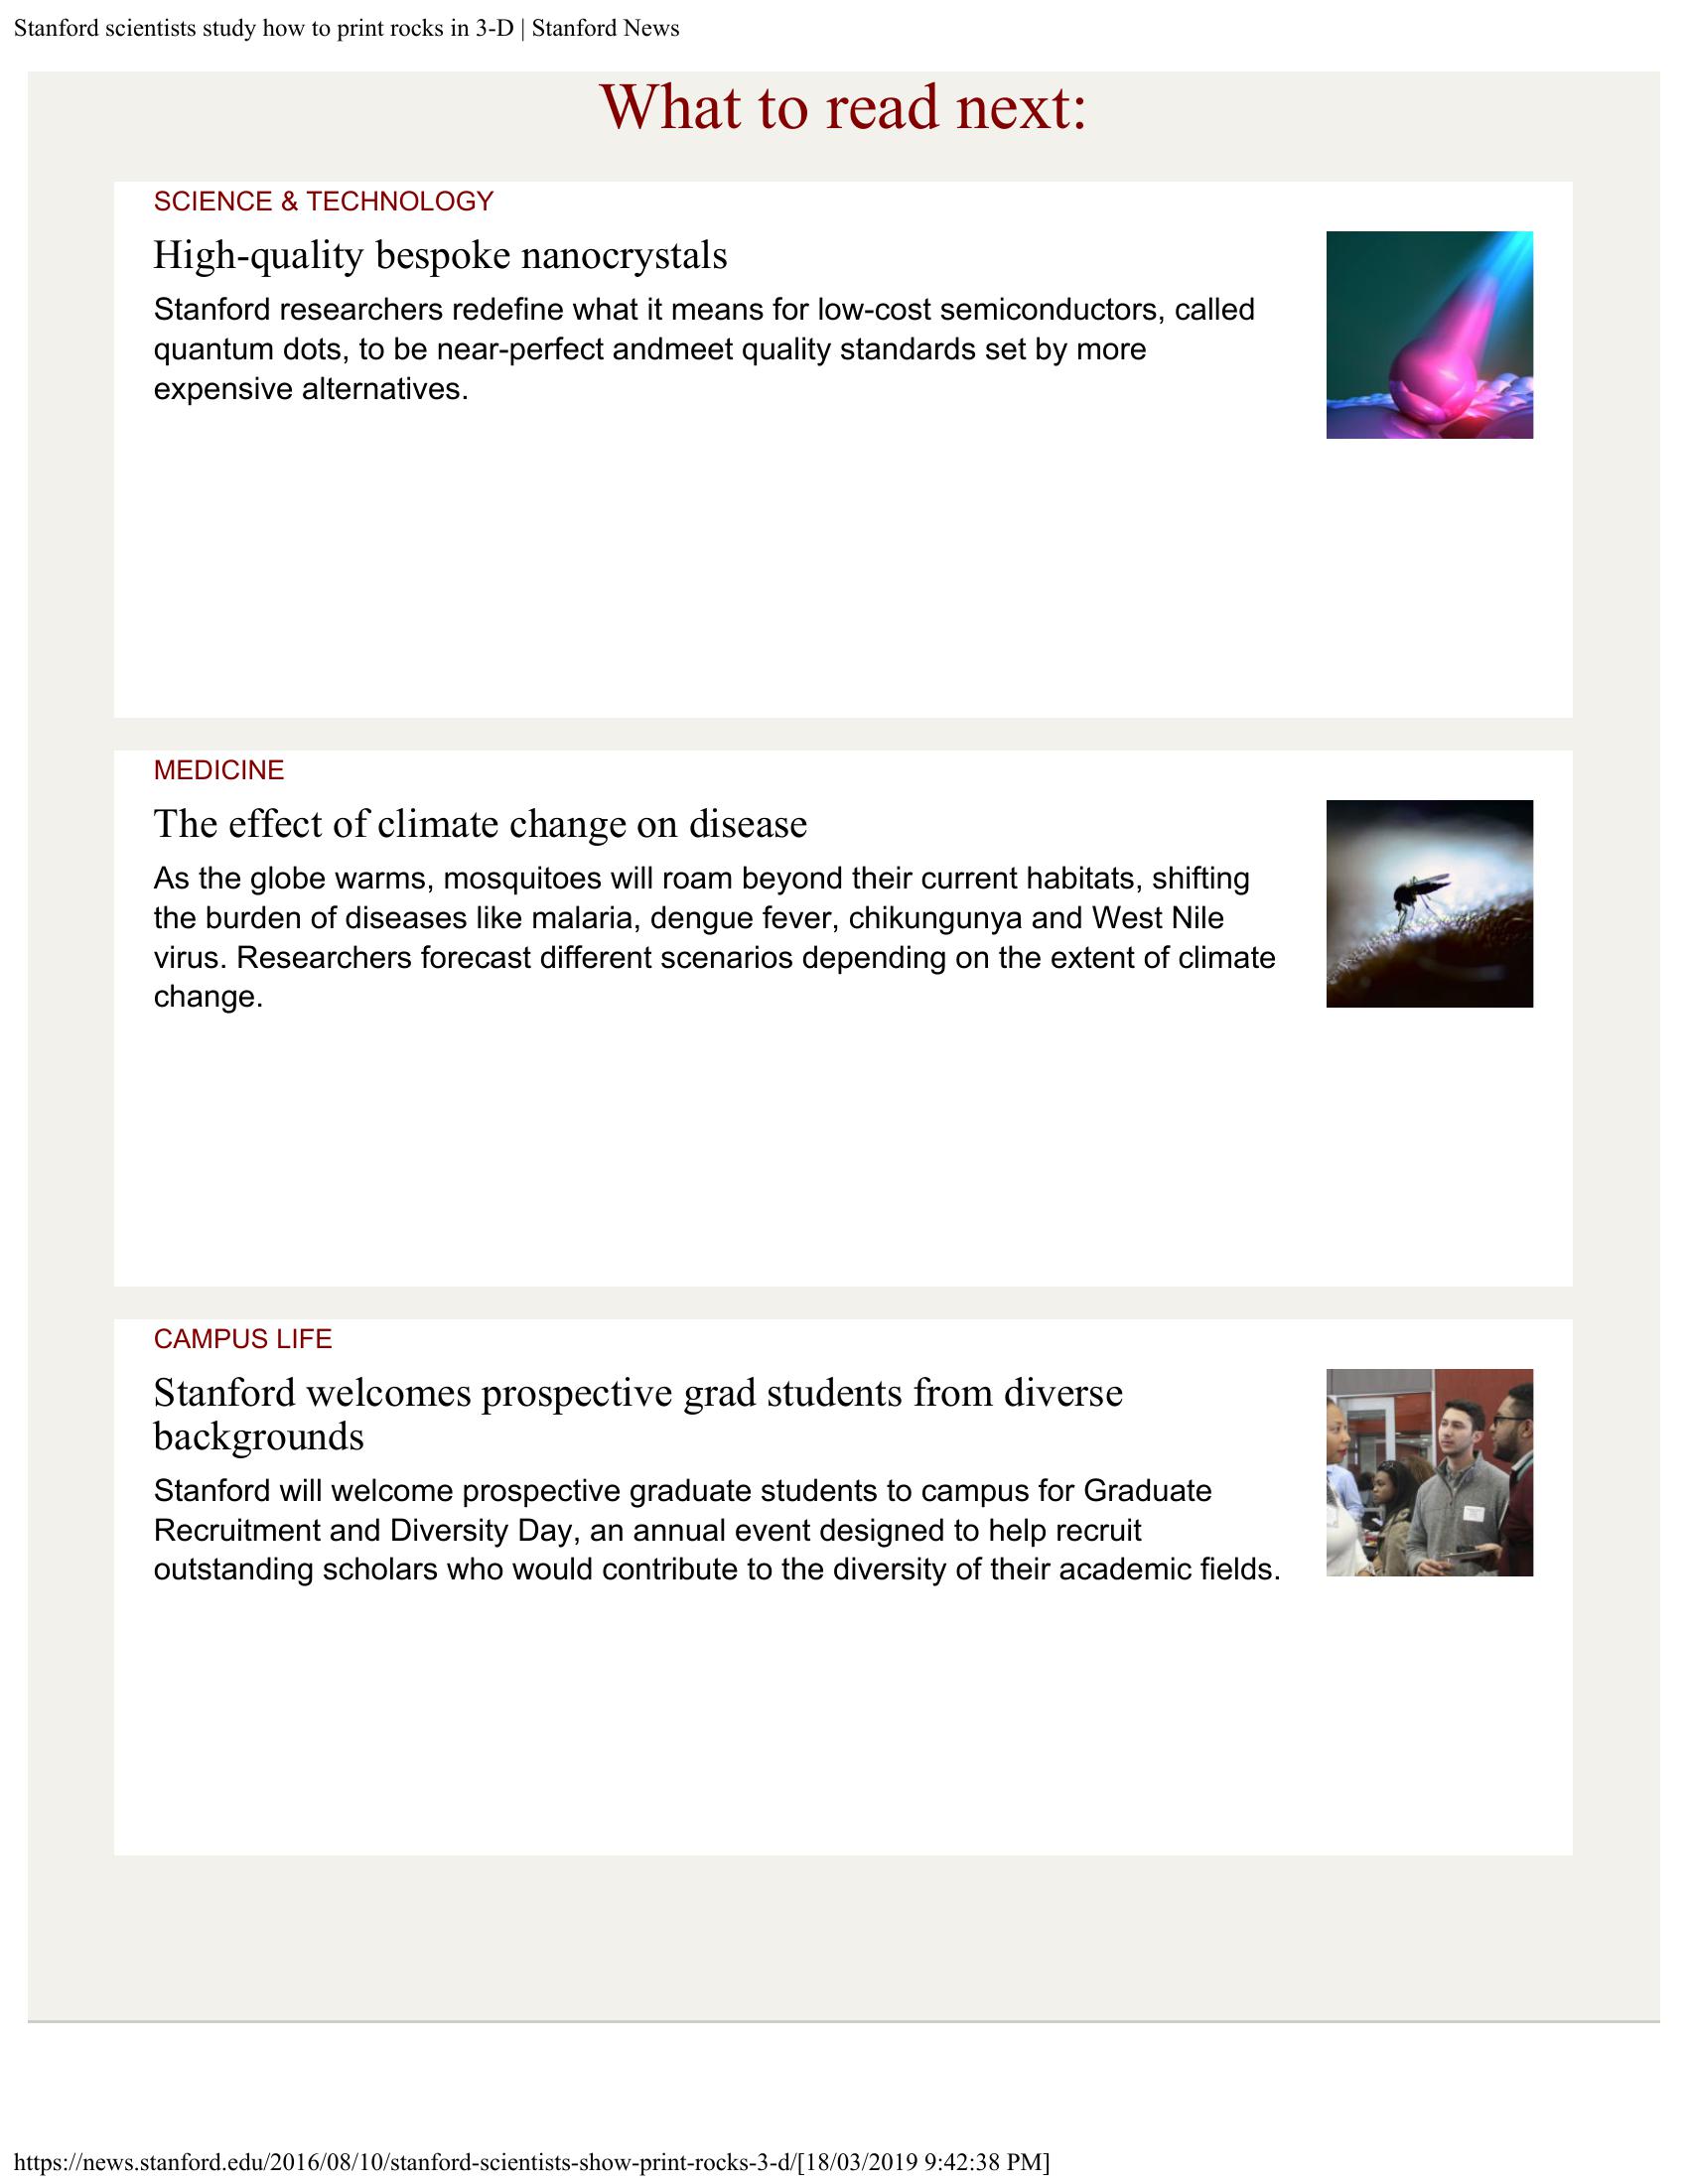 Stanford scientists study how to print rocks in 3-D | Stanford News
What to read next:
SCIENCE & TECHNOLOGY
High-quality bespoke nanocrystals
Stanford researchers redefine what it means for low-cost semiconductors, called
quantum dots, to be near-perfect andmeet quality standards set by more
expensive alternatives.
MEDICINE
The effect of climate change on disease
As the globe warms, mosquitoes will roam beyond their current habitats, shifting
the burden of diseases like malaria, dengue fever, chikungunya and West Nile
virus. Researchers forecast different scenarios depending on the extent of climate
change.
CAMPUS LIFE
Stanford welcomes prospective grad students from diverse
backgrounds
Stanford will welcome prospective graduate students to campus for Graduate
Recruitment and Diversity Day, an annual event designed to help recruit
outstanding scholars who would contribute to the diversity of their academic fields.
https://news.stanford.edu/2016/08/10/stanford-scientists-show-print-rocks-3-d/[18/03/2019 9:42:38 PM]